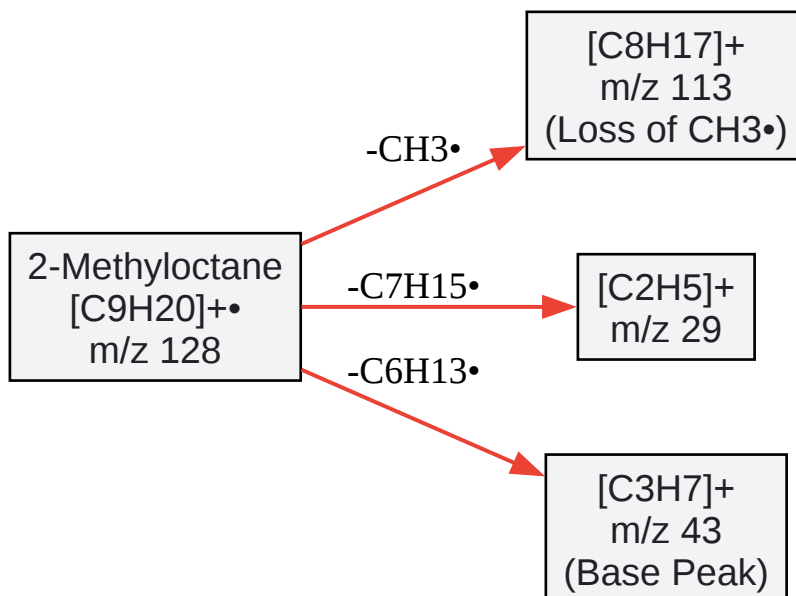 [C8H17]+
m/z 113
(Loss of CH3•)
-CH3•
2-Methyloctane
[C9H20]+•
m/z 128
-C7H15•
[C2H5]+
m/z 29
-C6H13•
[C3H7]+
m/z 43
(Base Peak)